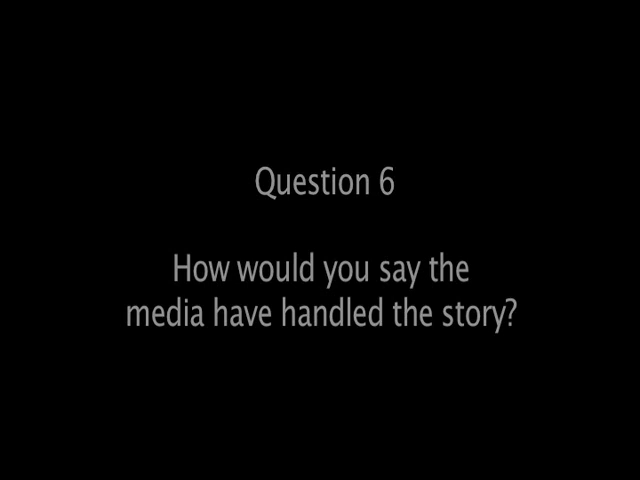 Question 6
How would you say the
media have handled the story?